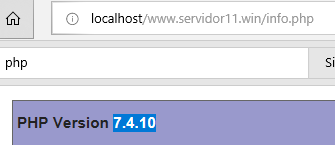 localhost/www.servidor11.win/info.php
php
Si
PHP Version 7.4.10